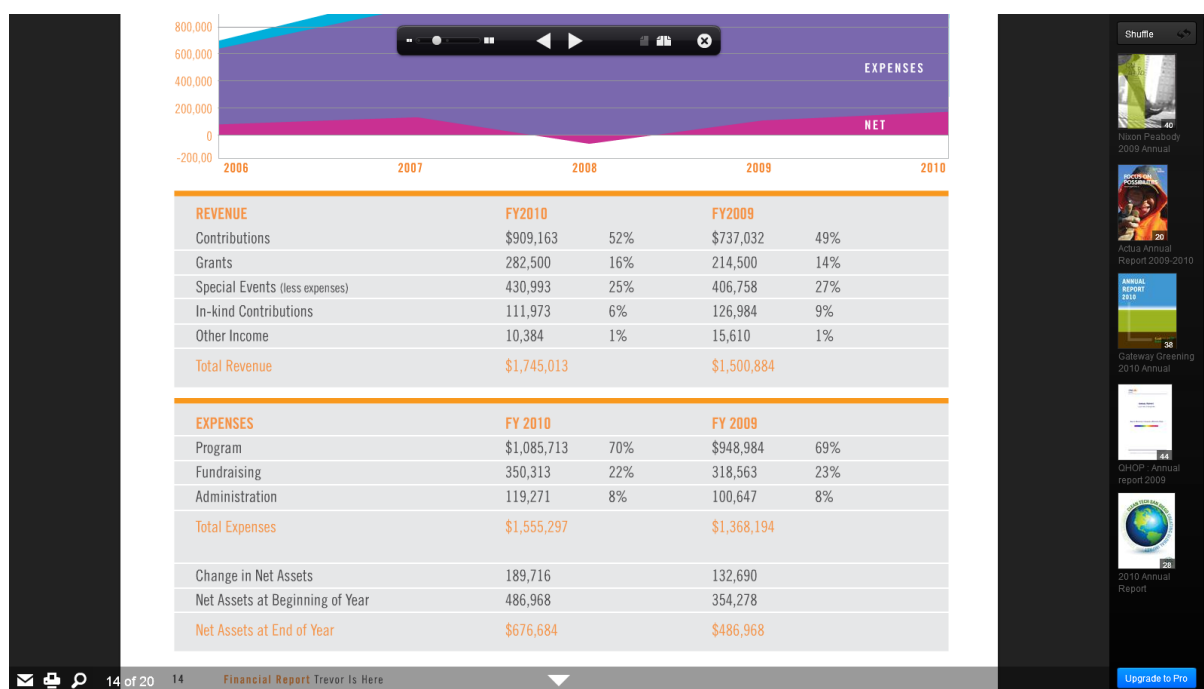 800,000
600,000
400,000
200,000
0
-200,00
EXPENSES
NET
2006 2007 2008 2009 2010
REVENUE FY2010 FY2009
Contributions $909,163 52% $737,032 49%
Grants 282,500 16% 214,500 14%
Special Events (less expenses) 430,993 25% 406,758 27%
In-kind Contributions 111,973 6% 126,984 9%
Other Income 10,384 1% 15,610 1%
Total Revenue $1,745,013 $1,500,884
EXPENSES FY 2010 FY 2009
Program $1,085,713 70% $948,984 69%
Fundraising 350,313 22% 318,563 23%
Administration 119,271 8% 100,647 8%
Total Expenses $1,555,297 $1,368,194
Change in Net Assets 189,716 132,690
Net Assets at Beginning of Year 486,968 354,278
Net Assets at End of Year $676,684 $486,968
14 of 20 14 Financial Report Trevor Is Here
Shuffle
40
Nixon Peabody
2009 Annual
FOCUS ON
POSSIBILITIES
20
Actua Annual
Report 2009-2010
ANNUAL
REPORT
2010
38
Gateway Greening
2010 Annual
44
QHOP : Annual
report 2009
28
2010 Annual
Report
Upgrade to Pro